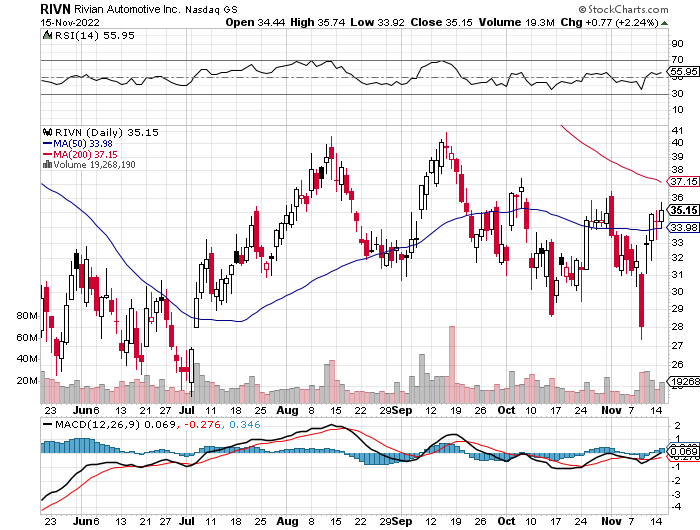 RIVN Rivian Automotive Inc. Nasdaq GS © StockCharts.com
15-Nov-2022 Open 34.44 High 35.74 Low 33.92 Close 35.15 Volume 19.3M Chg +0.77 (+2.24%)
RSI(14) 55.95
90
70
55.95
30
10
RIVN (Daily) 35.15
MA(50) 33.98
MA(200) 37.15
Volume 19,268,190
41
40
39
38
37.15
36
35.15
33.98
33
32
31
30
29
28
27
26
80M
60M
40M
20M
19268
23 Jun 6 13 21 27 Jul 11 18 25 Aug 8 15 22 29 Sep 12 19 26 Oct 10 17 24 Nov 7 14
MACD(12,26,9) 0.069, -0.276, 0.346
2
1
0.069
-1
-2
-3
-4
23 Jun 6 13 21 27 Jul 11 18 25 Aug 8 15 22 29 Sep 12 19 26 Oct 10 17 24 Nov 7 14